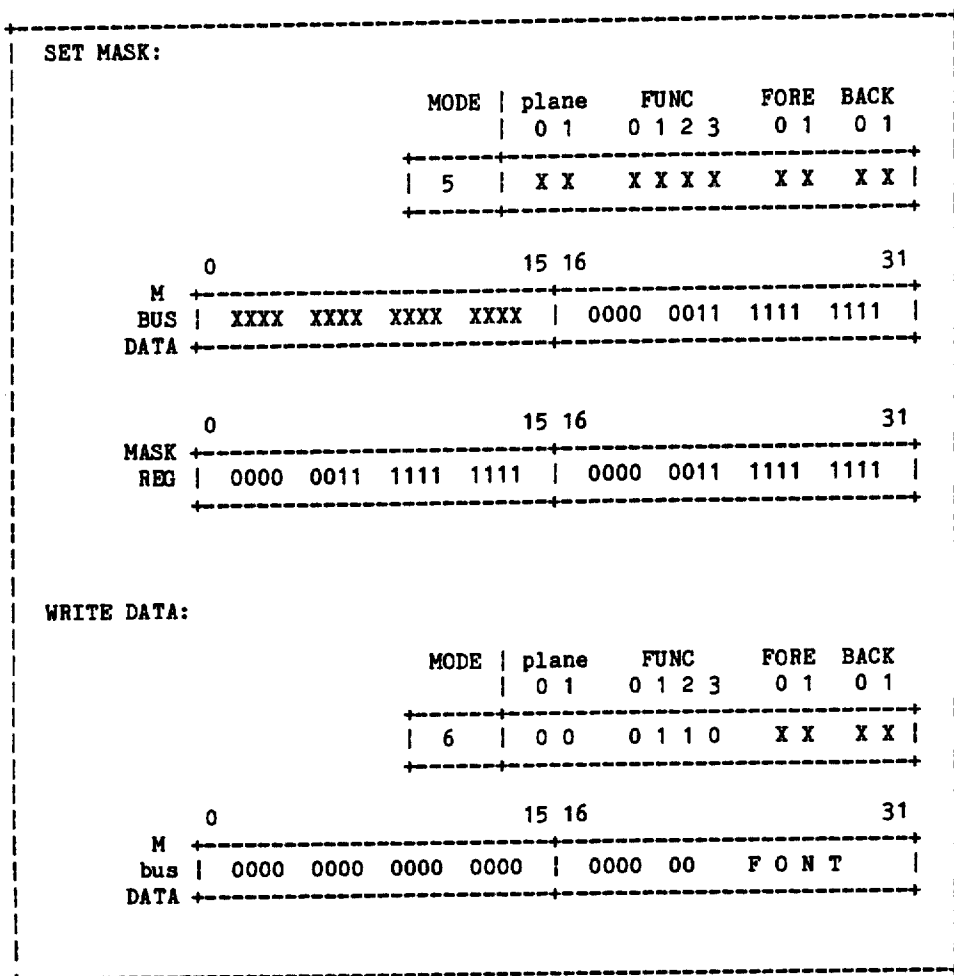 SET MASK:
MODE | plane FUNC FORE BACK
| 0 1 0 1 2 3 0 1 0 1
| 5 | X X X X X X X X X X |
0 15 16 31
M
BUS | XXXX XXXX XXXX XXXX | 0000 0011 1111 1111 |
DATA
0 15 16 31
MASK
REG | 0000 0011 1111 1111 | 0000 0011 1111 1111 |
WRITE DATA:
MODE | plane FUNC FORE BACK
| 0 1 0 1 2 3 0 1 0 1
| 6 | 0 0 0 1 1 0 X X X X |
0 15 16 31
M
bus | 0000 0000 0000 0000 | 0000 00 F O N T |
DATA